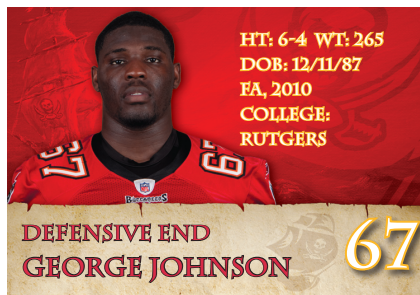 HT: 6-4 WT: 265
DOB: 12/11/87
FA, 2010
COLLEGE:
RUTGERS
67
NFL
BUCCANEERS
DEFENSIVE END
GEORGE JOHNSON
67